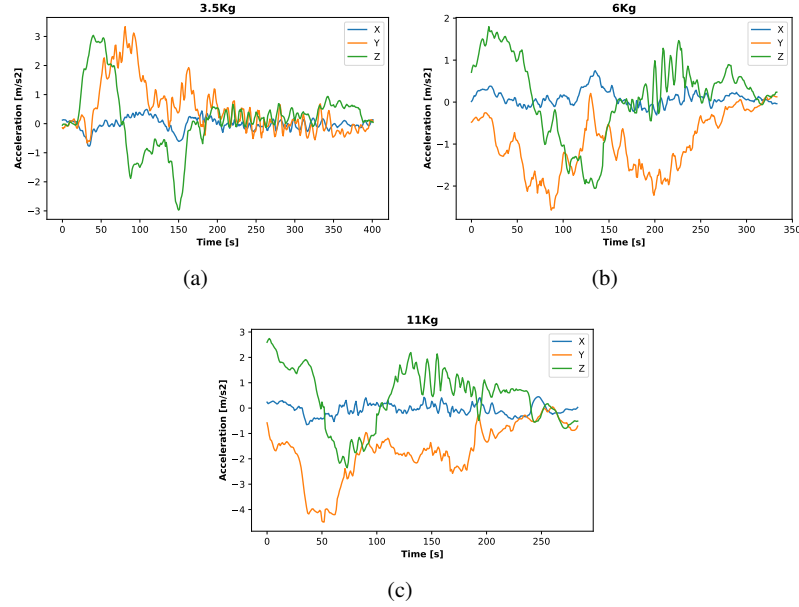 3.5Kg
X
Y
Z
Acceleration [m/s2]
3
2
1
0
−1
−2
−3
0 50 100 150 200 250 300 350 400
Time [s]
(a)
6Kg
X
Y
Z
Acceleration [m/s2]
2
1
0
−1
−2
0 50 100 150 200 250 300 350
Time [s]
(b)
11Kg
X
Y
Z
Acceleration [m/s2]
3
2
1
0
−1
−2
−3
−4
0 50 100 150 200 250
Time [s]
(c)